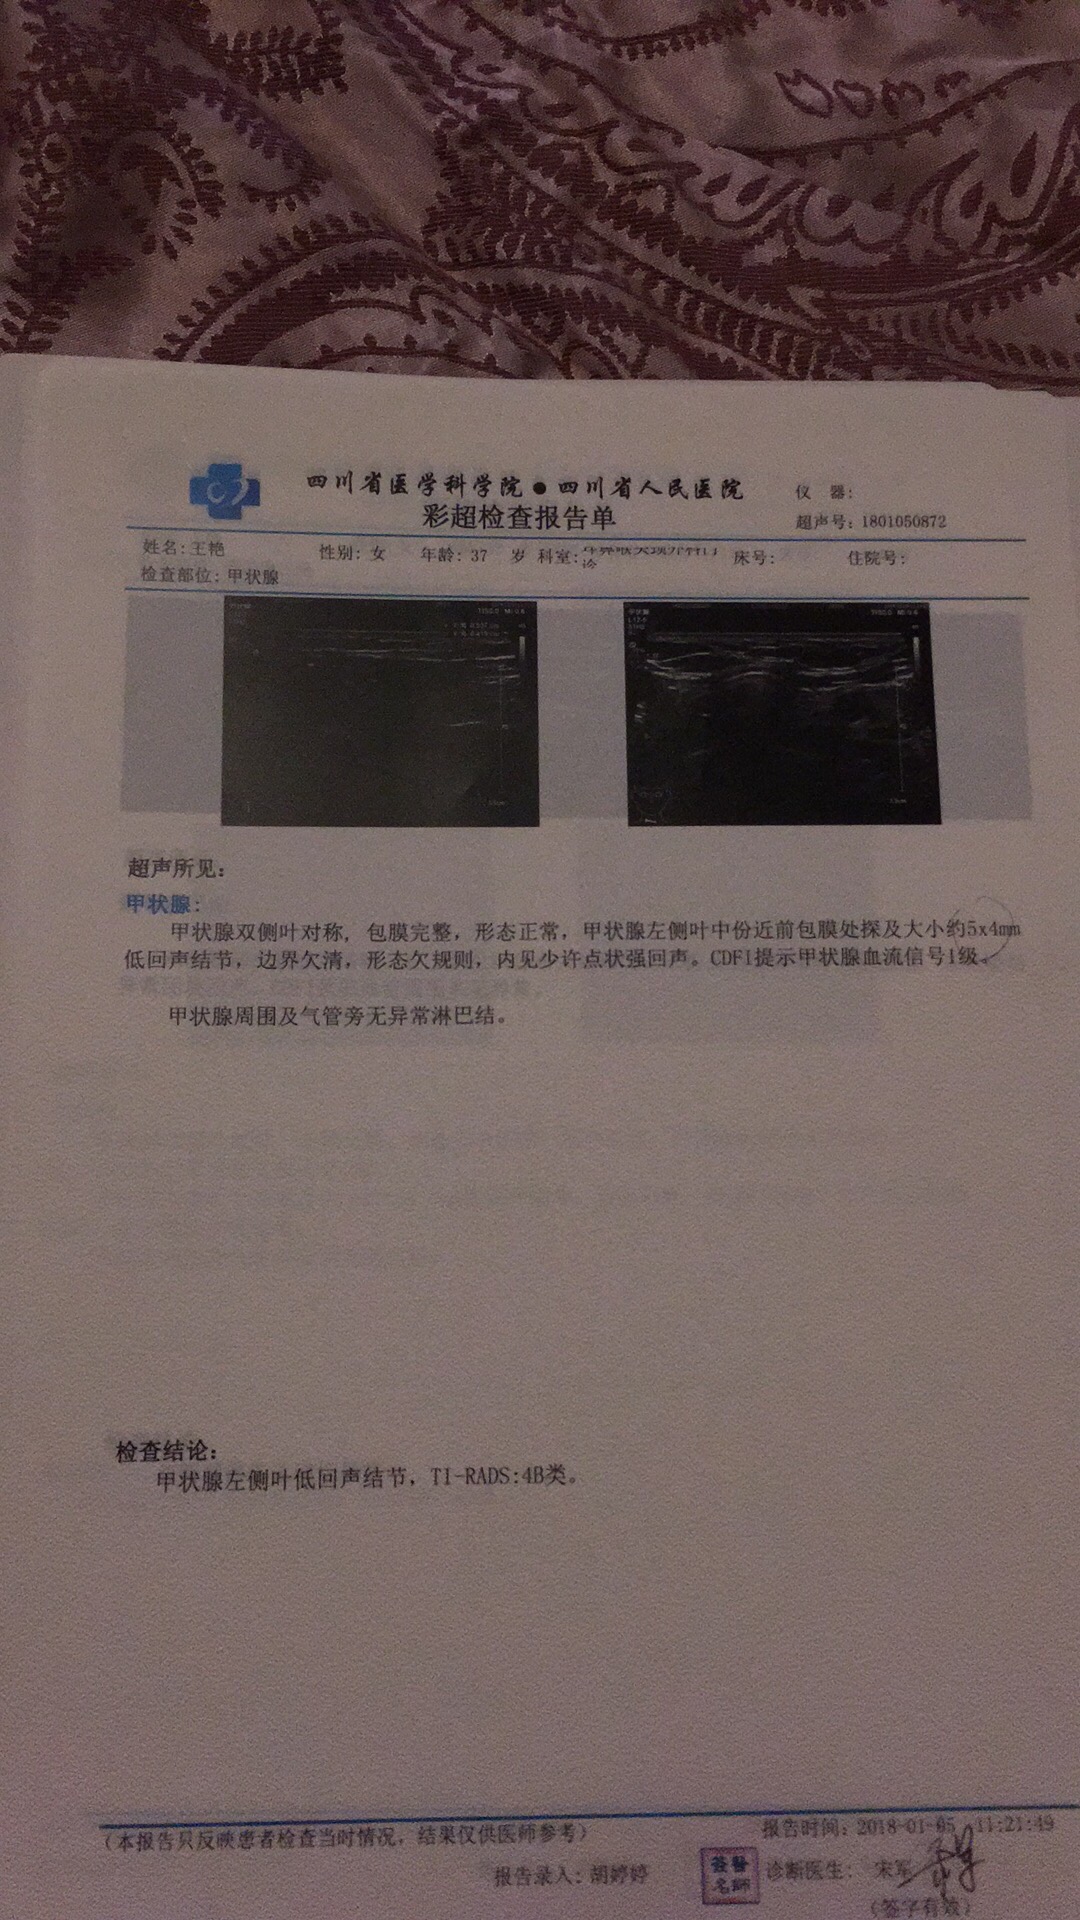 四川省医学科学院●四川省人民医院
彩超检查报告单
仪 器:
超声号: 1801050872
姓名: 王艳 性别: 女 年龄: 37 岁 科室: 耳鼻喉头颈外科门诊 床号: 住院号:
检查部位: 甲状腺
超声所见:
甲状腺:
甲状腺双侧叶对称, 包膜完整, 形态正常, 甲状腺左侧叶中份近前包膜处探及大小约5x4mm
低回声结节, 边界欠清, 形态欠规则, 内见少许点状强回声。CDFI提示甲状腺血流信号1级。
甲状腺周围及气管旁无异常淋巴结。
检查结论:
甲状腺左侧叶低回声结节, TI-RADS:4B类。
(本报告只反映患者检查当时情况, 结果仅供医师参考)
报告时间: 2018-01-05 11:21:49
报告录入: 胡婷婷
签医名师
诊断医生: 宋军
(签字有效)